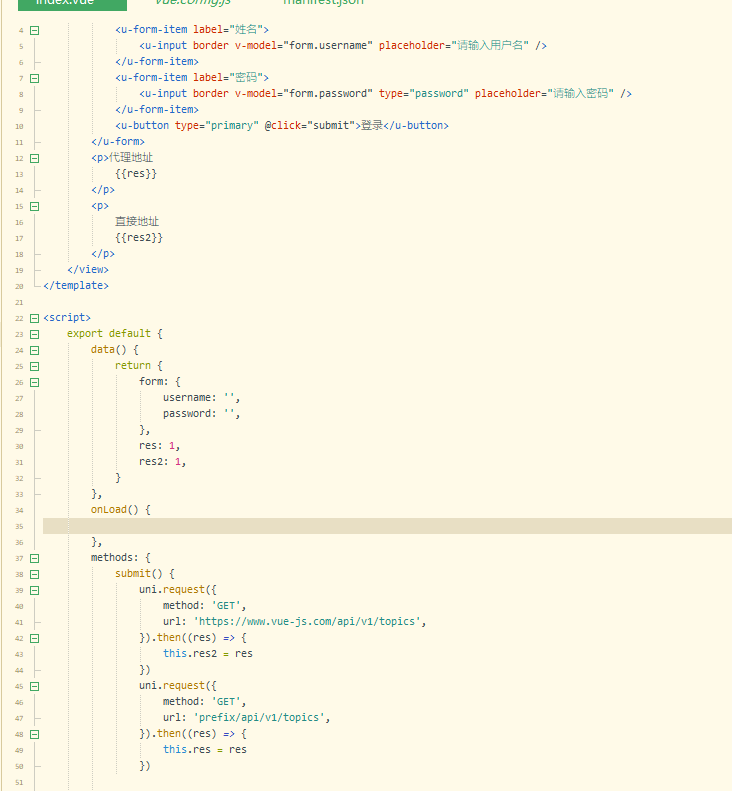 index.vue vue.config.js manifest.json
4 <u-form-item label="姓名">
5 <u-input border v-model="form.username" placeholder="请输入用户名" />
6 </u-form-item>
7 <u-form-item label="密码">
8 <u-input border v-model="form.password" type="password" placeholder="请输入密码" />
9 </u-form-item>
10 <u-button type="primary" @click="submit">登录</u-button>
11 </u-form>
12 <p>代理地址
13 {{res}}
14 </p>
15 <p>
16 直接地址
17 {{res2}}
18 </p>
19 </view>
20 </template>
21
22 <script>
23 export default {
24 data() {
25 return {
26 form: {
27 username: '',
28 password: '',
29 },
30 res: 1,
31 res2: 1,
32 }
33 },
34 onLoad() {
35
36 },
37 methods: {
38 submit() {
39 uni.request({
40 method: 'GET',
41 url: 'https://www.vue-js.com/api/v1/topics',
42 }).then((res) => {
43 this.res2 = res
44 })
45 uni.request({
46 method: 'GET',
47 url: 'prefix/api/v1/topics',
48 }).then((res) => {
49 this.res = res
50 })
51